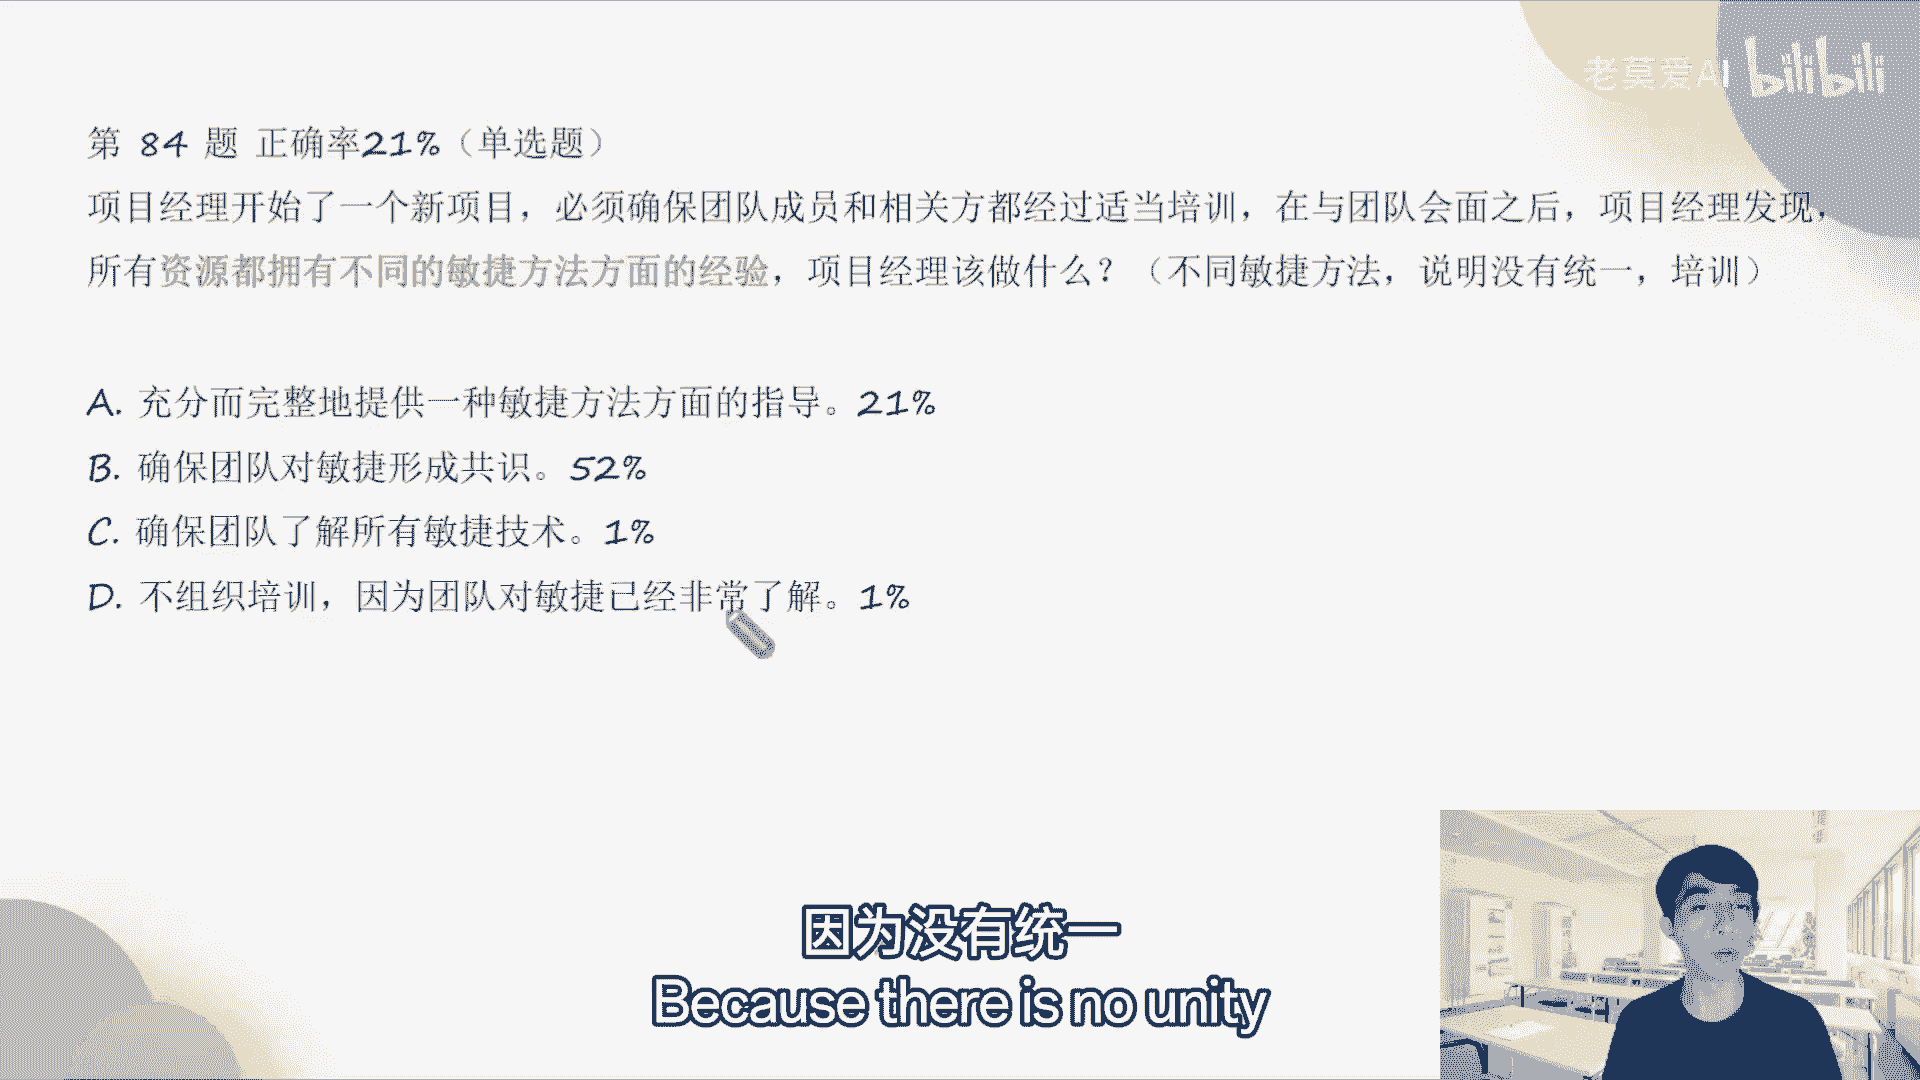 老莫爱AI bilibili
第 84 题 正确率21%（单选题）
项目经理开始了一个新项目，必须确保团队成员和相关方都经过适当培训，在与团队会面之后，项目经理发现，
所有资源都拥有不同的敏捷方法方面的经验，项目经理该做什么？（不同敏捷方法，说明没有统一，培训）
A. 充分而完整地提供一种敏捷方法方面的指导。21%
B. 确保团队对敏捷形成共识。52%
C. 确保团队了解所有敏捷技术。1%
D. 不组织培训，因为团队对敏捷已经非常了解。1%
因为没有统一
Because there is no unity